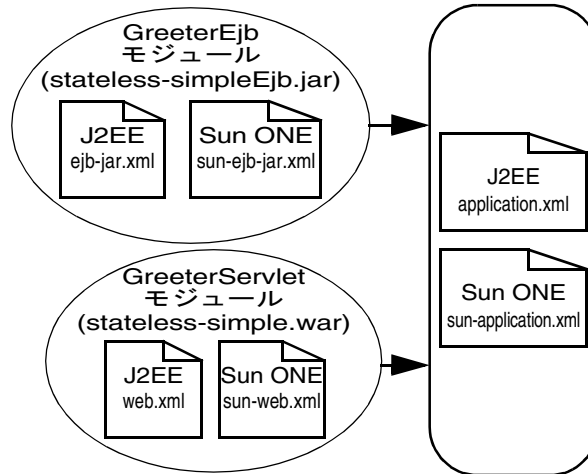 GreeterEjb
モジュール
(stateless-simpleEjb.jar)
J2EE
ejb-jar.xml
Sun ONE
sun-ejb-jar.xml
J2EE
application.xml
Sun ONE
sun-application.xml
GreeterServlet
モジュール
(stateless-simple.war)
J2EE
web.xml
Sun ONE
sun-web.xml